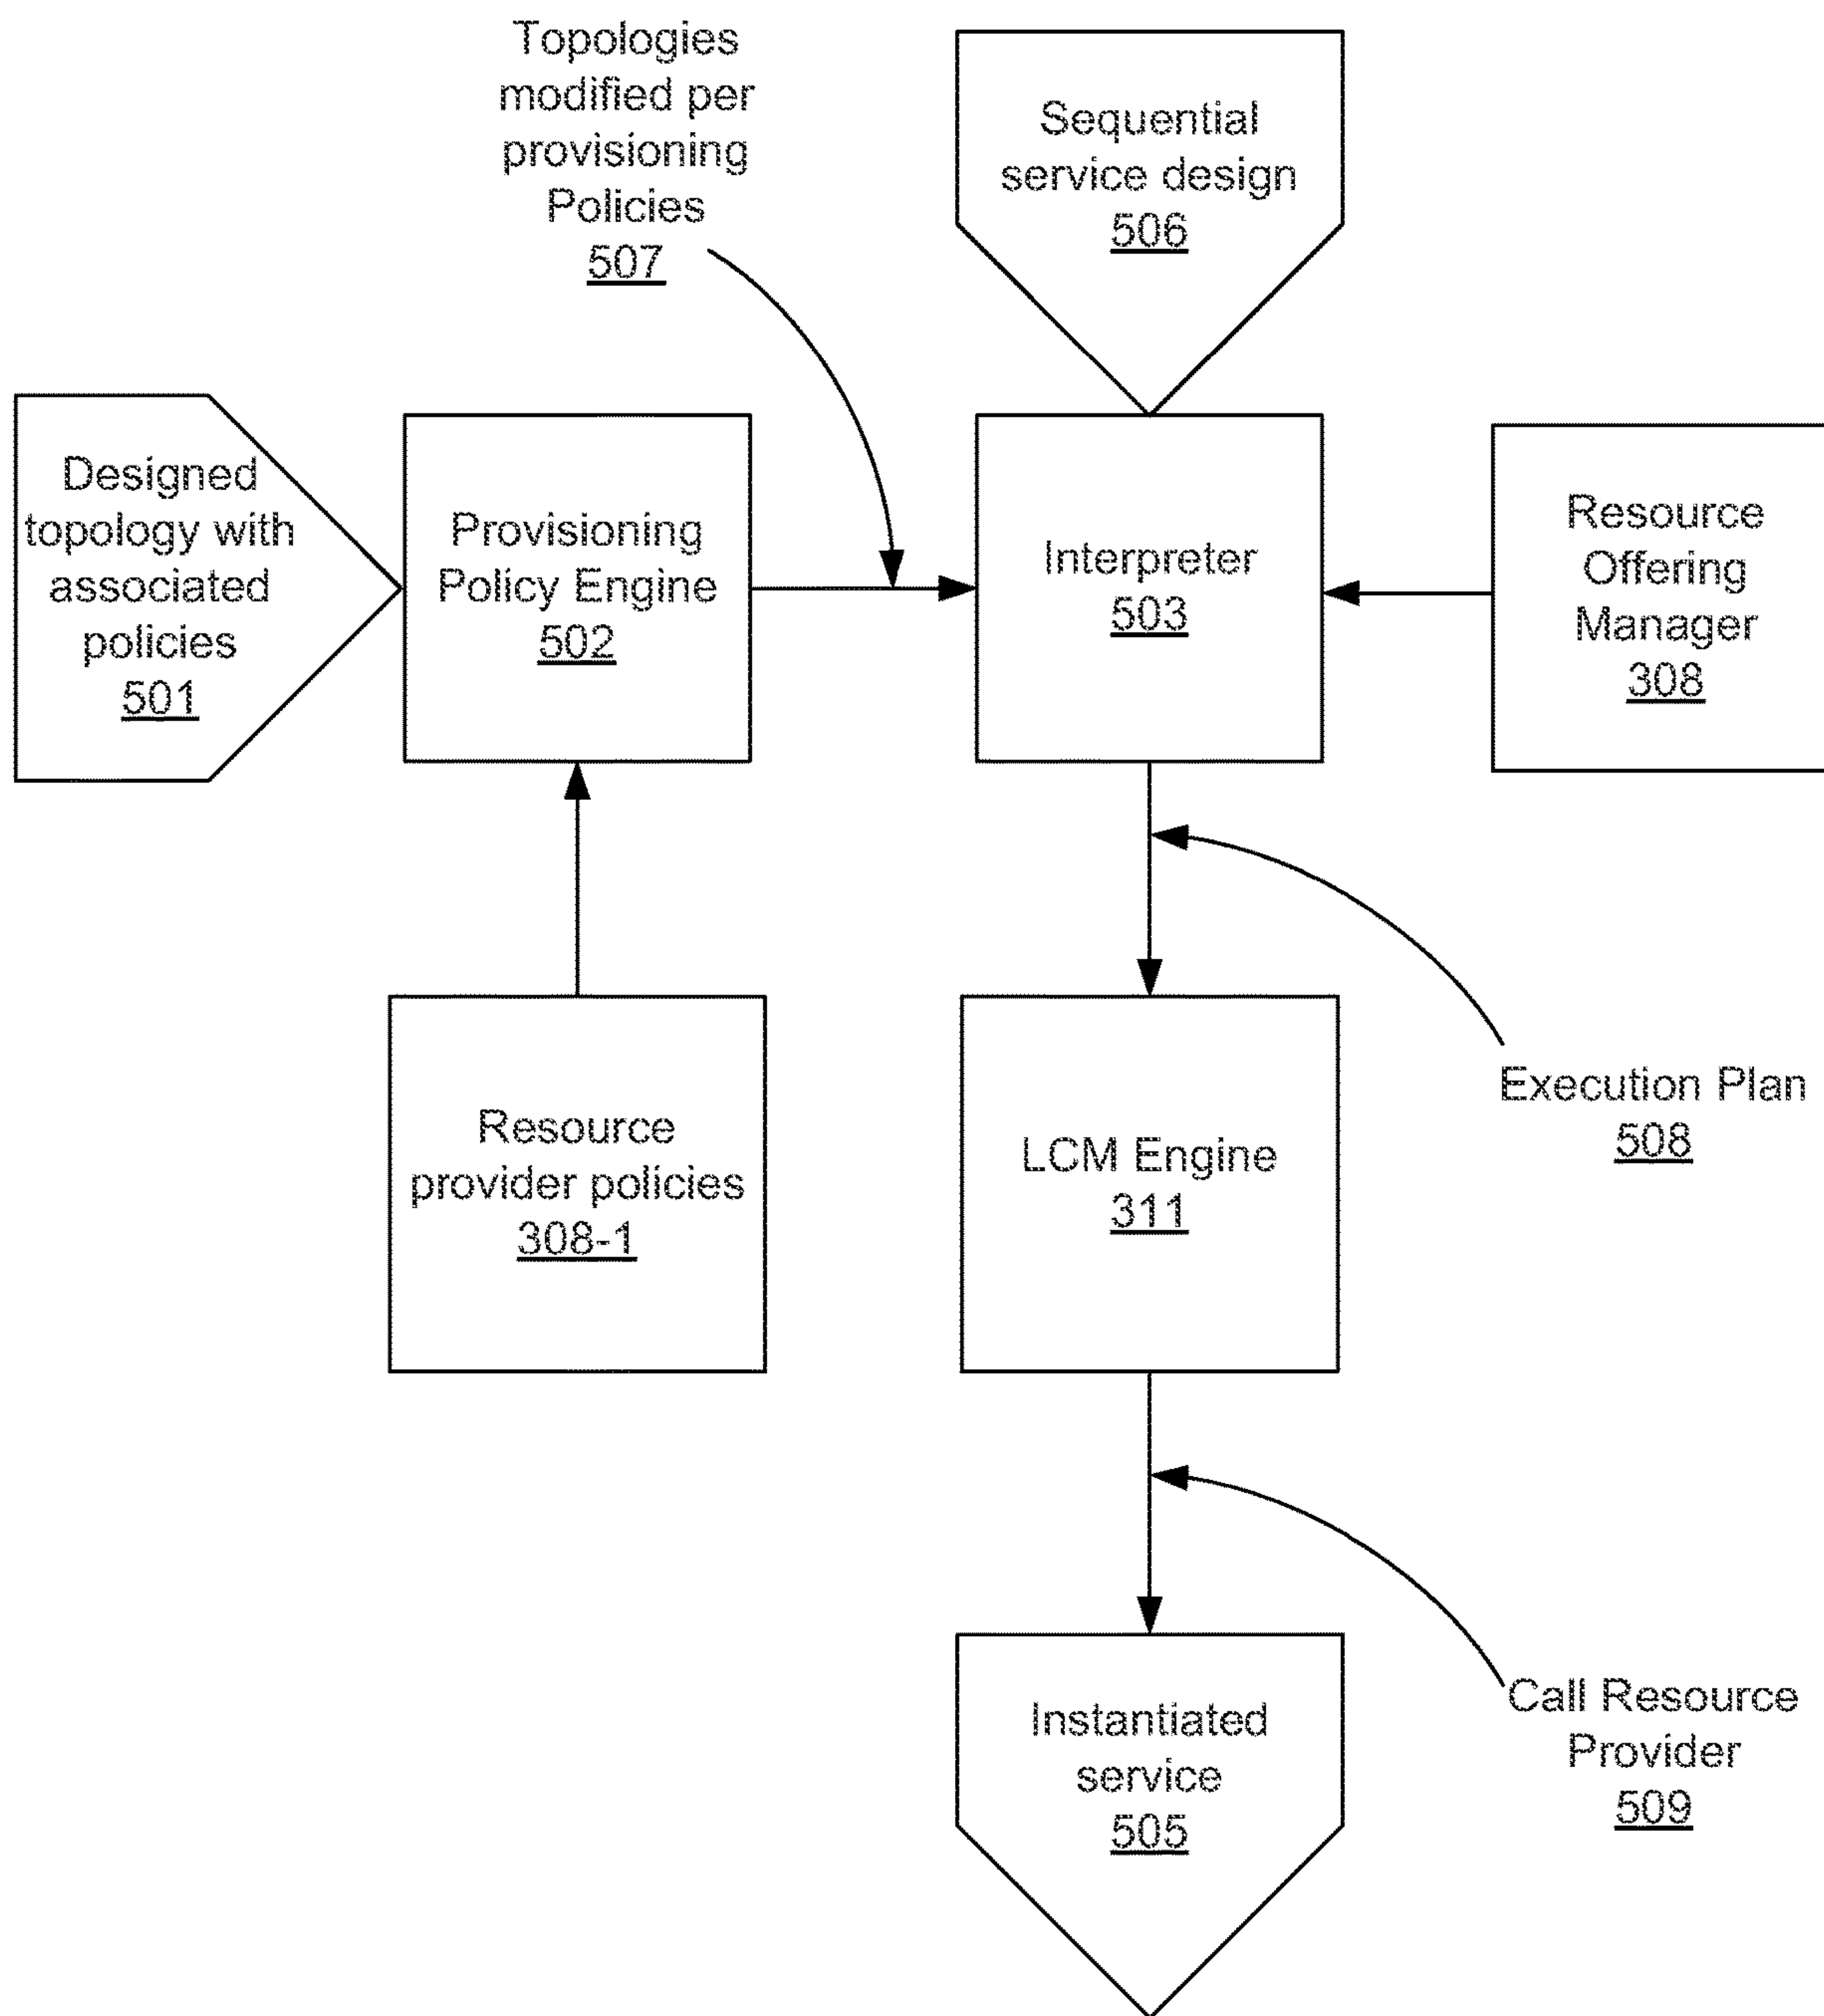 Topologies
modified per
provisioning
Policies
507
Sequential
service design
506
Designed
topology with
associated
policies
501
Provisioning
Policy Engine
502
Interpreter
503
Resource
Offering
Manager
308
Resource
provider policies
308-1
LCM Engine
311
Execution Plan
508
Instantiated
service
505
Call Resource
Provider
509